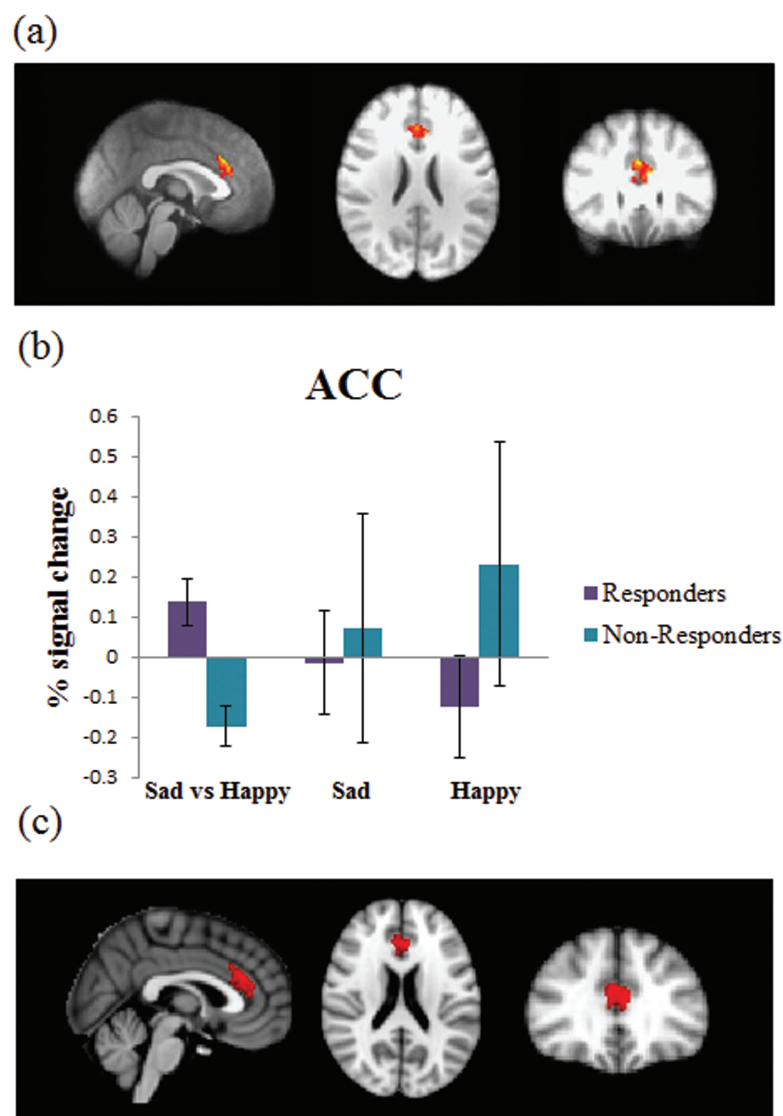 (a)
(b)
ACC
% signal change
0.6
0.5
0.4
0.3
0.2
0.1
0
-0.1
-0.2
-0.3
Sad vs Happy Sad Happy
Responders
Non-Responders
(c)